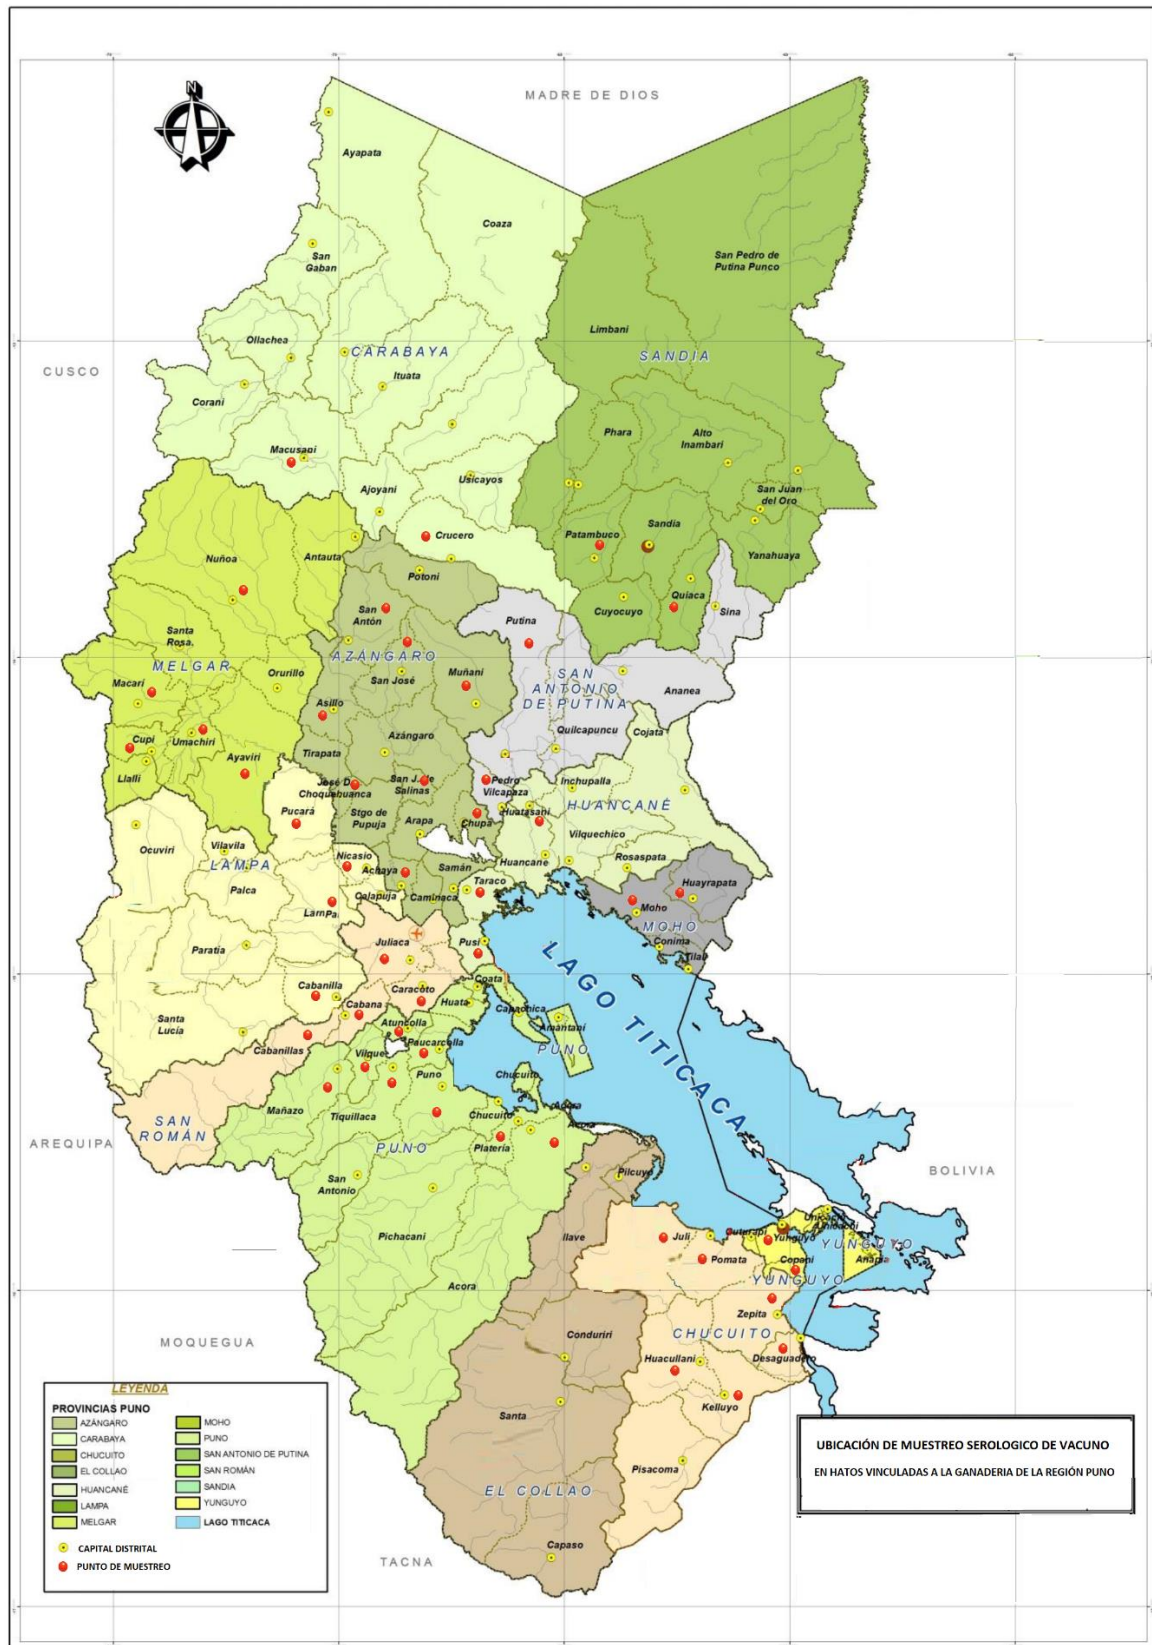 N
MADRE DE DIOS
Ayapata
Coaza
San
Gaban
San Pedro de
Putina Punco
Limbani
Ollachea
CARABAYA
SANDIA
CUSCO
Ituata
Corani
Phara
Alto
Inambari
Macusani
Usicayos
Ajoyani
San Juan
del Oro
Crucero
Patambuco
Sandia
Nuñoa
Antauta
Yanahuaya
Potoni
Quiaca
Cuyocuyo
Sina
San
Antón
Putina
Santa
Rosa
MELGAR
AZÁNGARO
Orurillo
Muñani
San José
SAN
ANTONIO
DE PUTINA
Macari
Ananea
Asillo
Quilcapuncu
Cojata
Cupi
Umachiri
Tirapata
Azángaro
Ayaviri
Llalli
José D.
Choquehuanca
San J. de
Salinas
Pedro
Vilcapaza
Inchupalla
HUANCANÉ
Huatasani
Pucará
Stgo de
Pupuja
Arapa
Chupa
Vilquechico
Ocuviri
Vilavila
LAMPA
Nicasio
Achaya
Samán
Huancane
Rosaspata
Palca
Calapuja
Caminaca
Taraco
Huayrapata
Moho
MOHO
Paratia
Juliaca
Pusi
Conima
Tilali
LAGO TITICACA
Cabanilla
Caracoto
Coata
Huata
Capachica
Santa
Lucía
Cabana
Atuncolla
Amantani
Cabanillas
Paucarcolla
PUNO
Vilque
Puno
Chucuito
Mañazo
Tiquillaca
Chucuito
Acora
SAN
ROMÁN
AREQUIPA
PUNO
Platería
San
Antonio
Pilcuyo
BOLIVIA
Pichacani
Ilave
Juli
Pomata
Yunguyo
Copani
YUNGUYO
YUNGUYO
Anapia
Acora
Zepita
MOQUEGUA
Conduriri
CHUCUITO
Huacullani
Desaguadero
Kelluyo
Santa
Pisacoma
EL COLLAO
Capaso
TACNA
LEYENDA
PROVINCIAS PUNO
AZÁNGARO
CARABAYA
CHUCUITO
EL COLLAO
HUANCANÉ
LAMPA
MELGAR
MOHO
PUNO
SAN ANTONIO DE PUTINA
SAN ROMÁN
SANDIA
YUNGUYO
LAGO TITICACA
CAPITAL DISTRITAL
PUNTO DE MUESTREO
UBICACIÓN DE MUESTREO SEROLOGICO DE VACUNO
EN HATOS VINCULADAS A LA GANADERIA DE LA REGIÓN PUNO